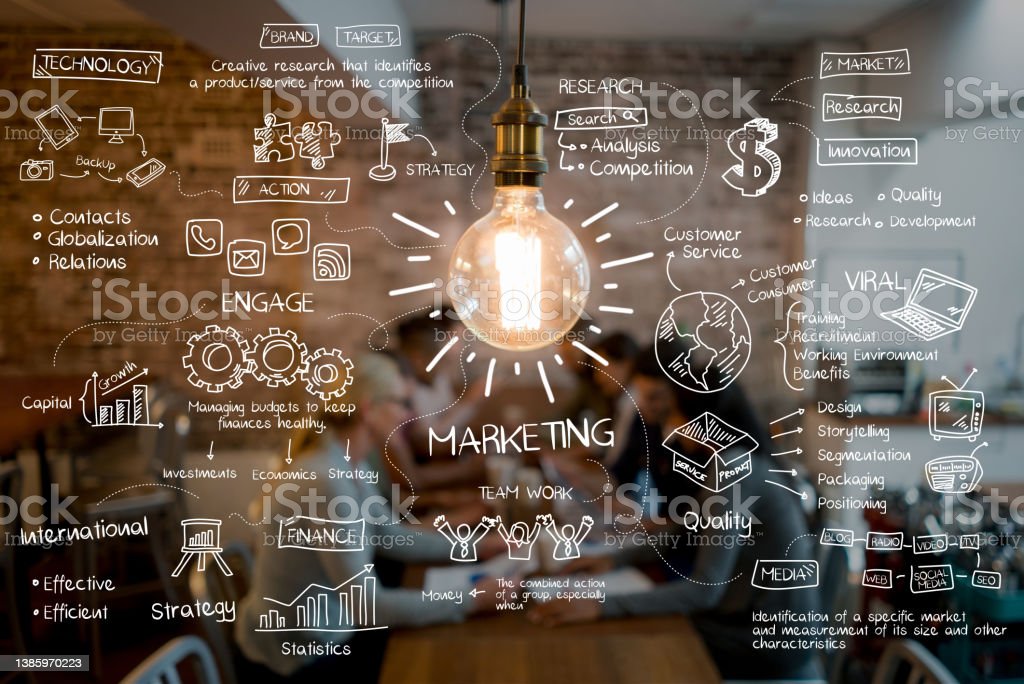 BRAND TARGET
TECHNOLOGY
Creative research that identifies
a product/service from the competition
RESEARCH
Search
Analysis
Competition
MARKET
Research
Innovation
Ideas Quality
Research Development
BackUp
STRATEGY
ACTION
Contacts
Globalization
Relations
ENGAGE
Customer
Service
Customer
Consumer
VIRAL
Training
Recruitment
Working Environment
Benefits
Growth
Capital
Managing budgets to keep
finances healthy.
Investments Economics Strategy
MARKETING
Design
Storytelling
Segmentation
Packaging
Positioning
SERVICE PRODUCT
Quality
TEAM WORK
International
Effective
Efficient
FINANCE
Strategy
Statistics
Money
The combined action
of a group, especially
when
MEDIA
BLOG RADIO VIDEO TV
WEB SOCIAL MEDIA SEO
Identification of a specific market
and measurement of its size and other
characteristics
iStock
by Getty Images
iStock
Credit: andresr
1385970223